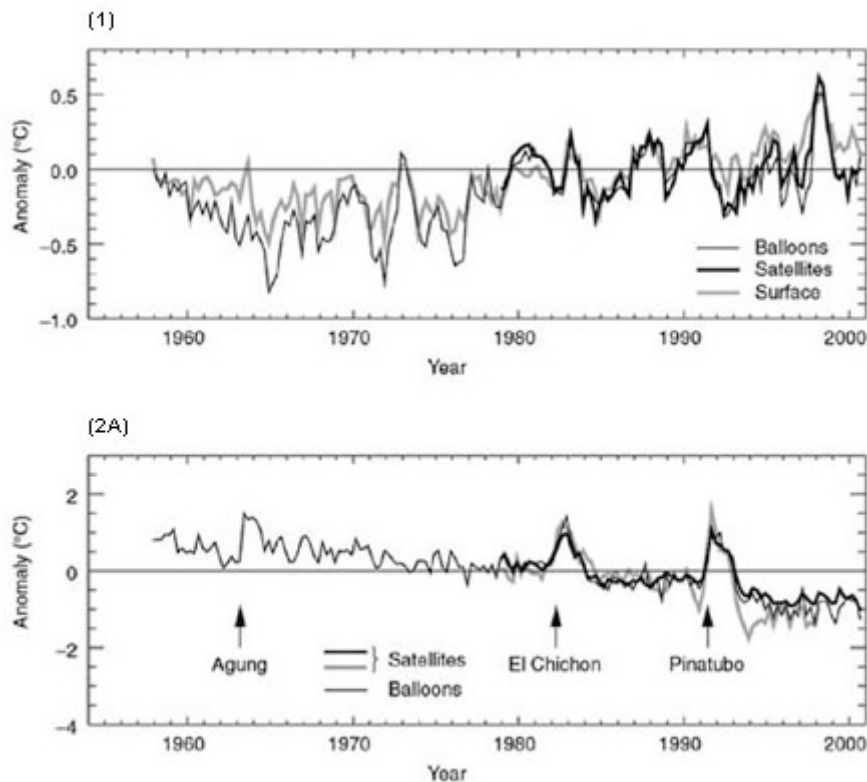 (1)
Anomaly (°C)
0.5
0.0
−0.5
−1.0
Balloons
Satellites
Surface
1960 1970 1980 1990 2000
Year
(2A)
Anomaly (°C)
2
0
−2
−4
Agung
Satellites
Balloons
El Chichon
Pinatubo
1960 1970 1980 1990 2000
Year